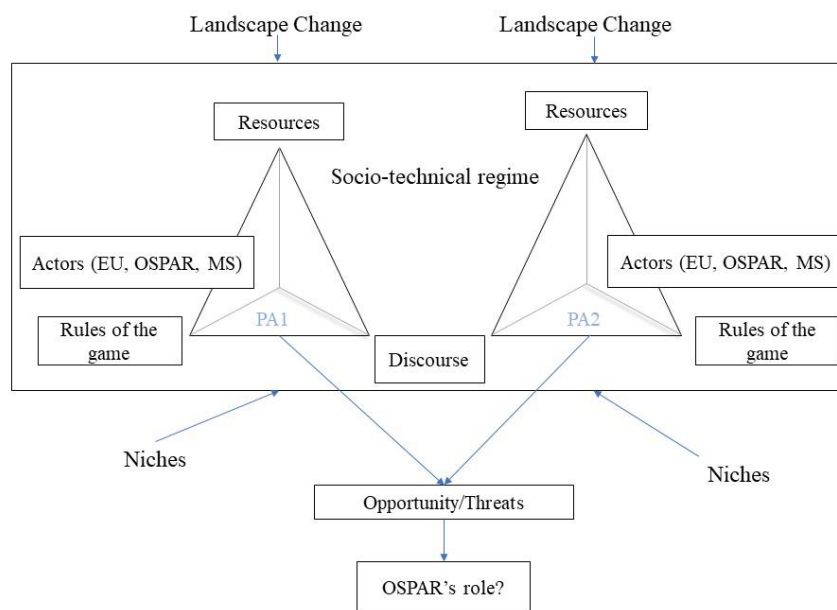 Landscape Change
Landscape Change
Resources
Resources
Socio-technical regime
Actors (EU, OSPAR, MS)
Actors (EU, OSPAR, MS)
Rules of the
game
PA1
Discourse
PA2
Rules of the
game
Niches
Niches
Opportunity/Threats
OSPAR’s role?